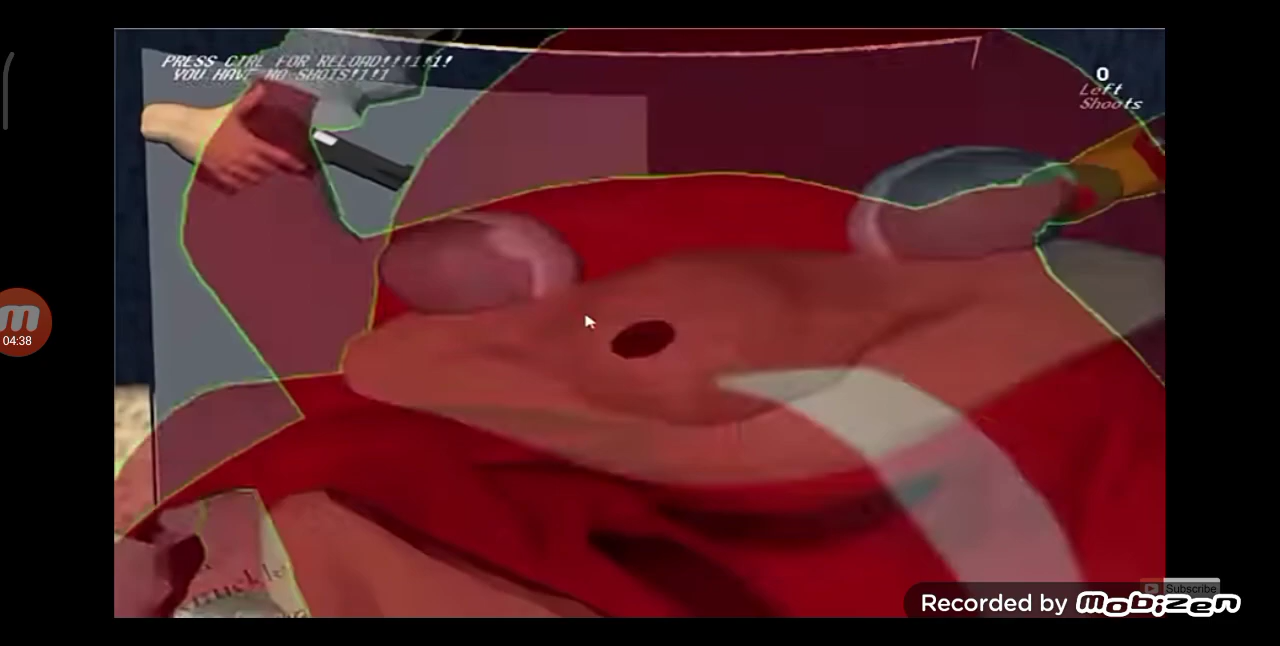 PRESS CTRL FOR RELOAD!!!1!1!
YOU HAVE NO SHOTS!1!1
0
Left
Shoots
04:38
Subscribe
Recorded by mobizen